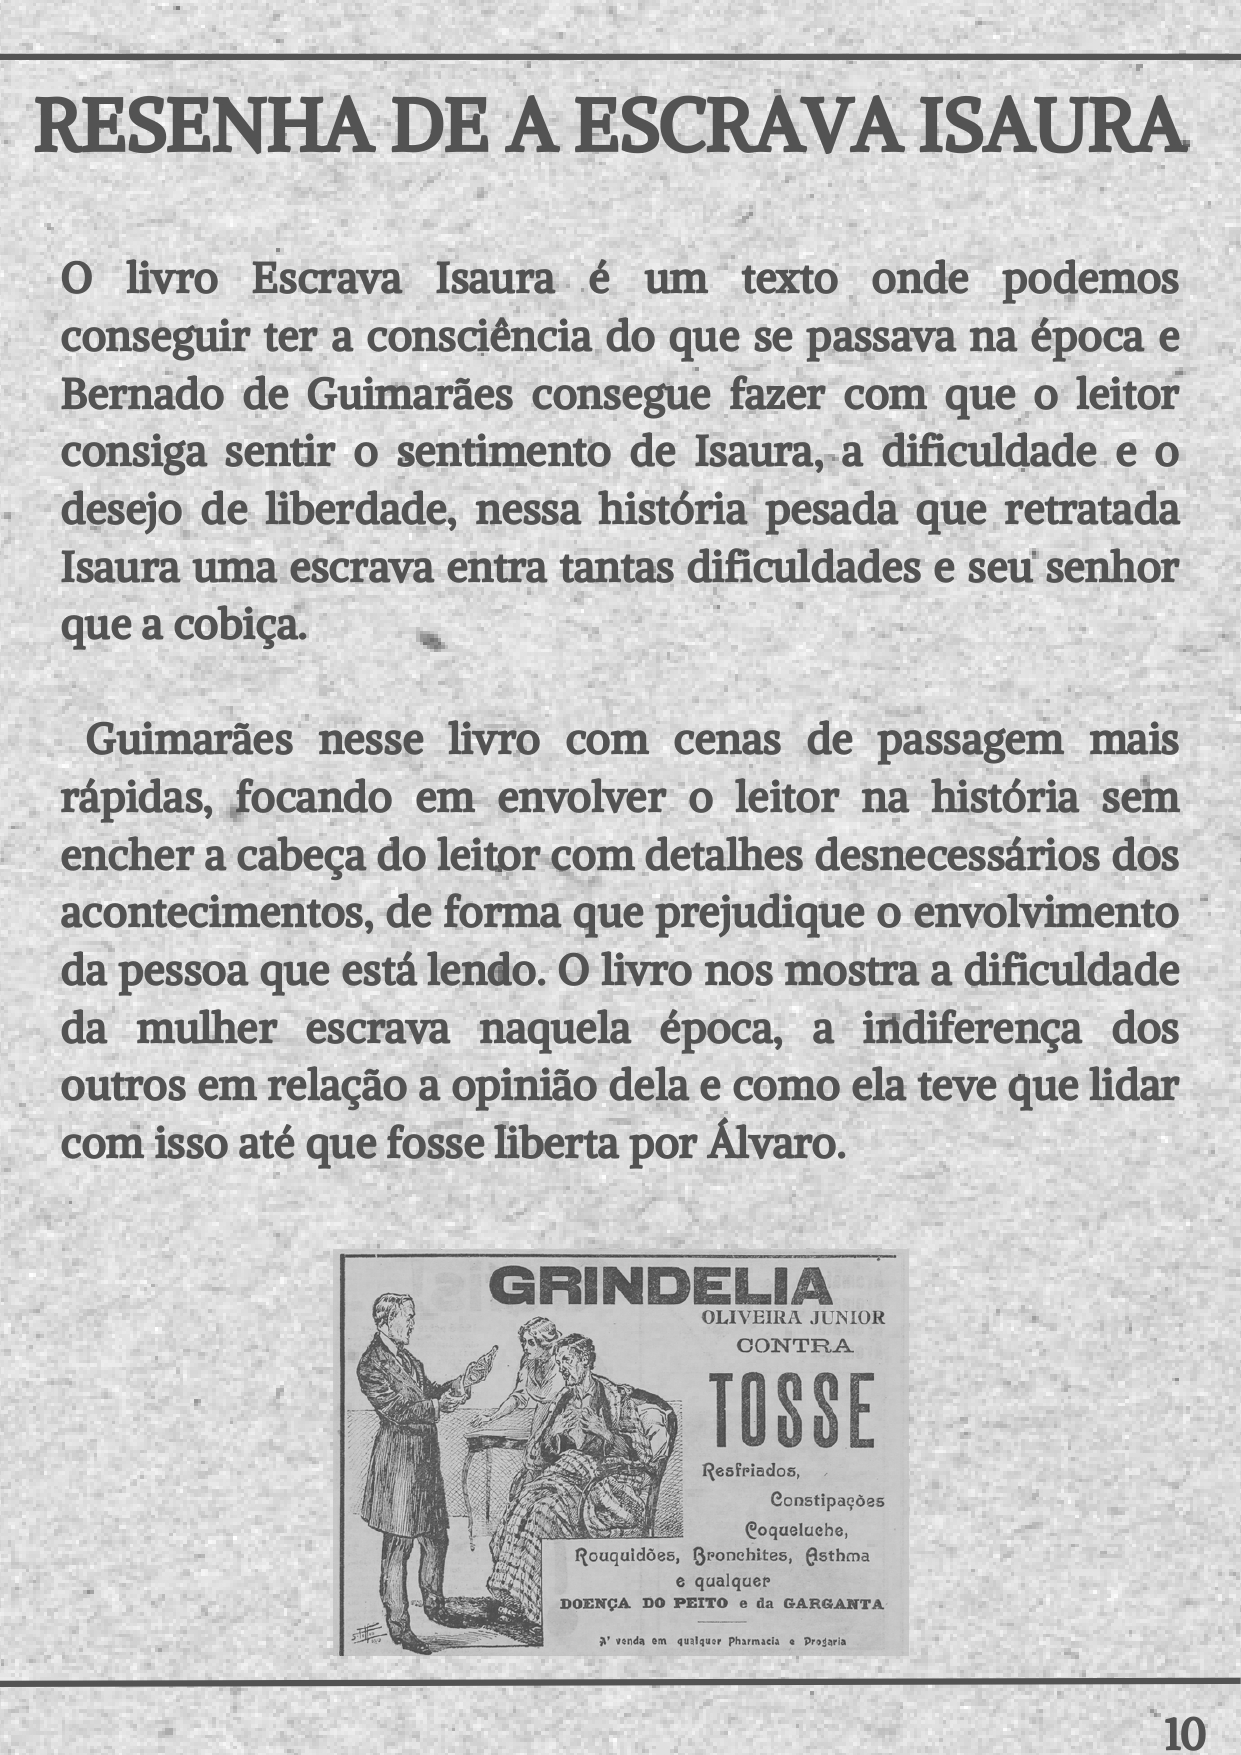 RESENHA DE A ESCRAVA ISAURA
O livro Escrava Isaura é um texto onde podemos
conseguir ter a consciência do que se passava na época e
Bernado de Guimarães consegue fazer com que o leitor
consiga sentir o sentimento de Isaura, a dificuldade e o
desejo de liberdade, nessa história pesada que retratada
Isaura uma escrava entra tantas dificuldades e seu senhor
que a cobiça.
Guimarães nesse livro com cenas de passagem mais
rápidas, focando em envolver o leitor na história sem
encher a cabeça do leitor com detalhes desnecessários dos
acontecimentos, de forma que prejudique o envolvimento
da pessoa que está lendo. O livro nos mostra a dificuldade
da mulher escrava naquela época, a indiferença dos
outros em relação a opinião dela e como ela teve que lidar
com isso até que fosse liberta por Álvaro.
GRINDELIA
OLIVEIRA JUNIOR
CONTRA
TOSSE
Resfriados,
Constipações
Coqueluche,
Rouquidões, Bronchites, Asthma
e qualquer
DOENÇA DO PEITO e da GARGANTA
A' venda em qualquer Pharmacia e Drogaria
10